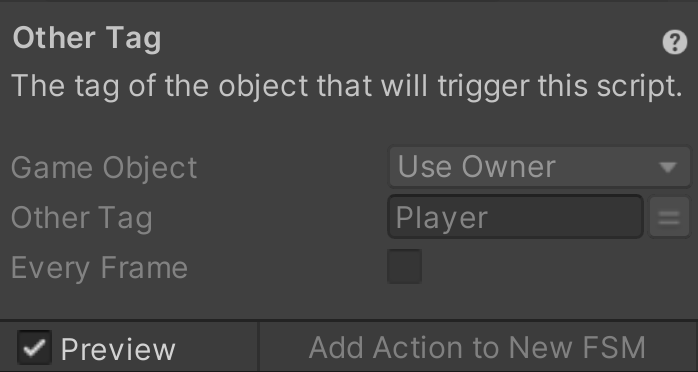 Other Tag
?
The tag of the object that will trigger this script.
Game Object Use Owner
Other Tag Player =
Every Frame
Preview Add Action to New FSM